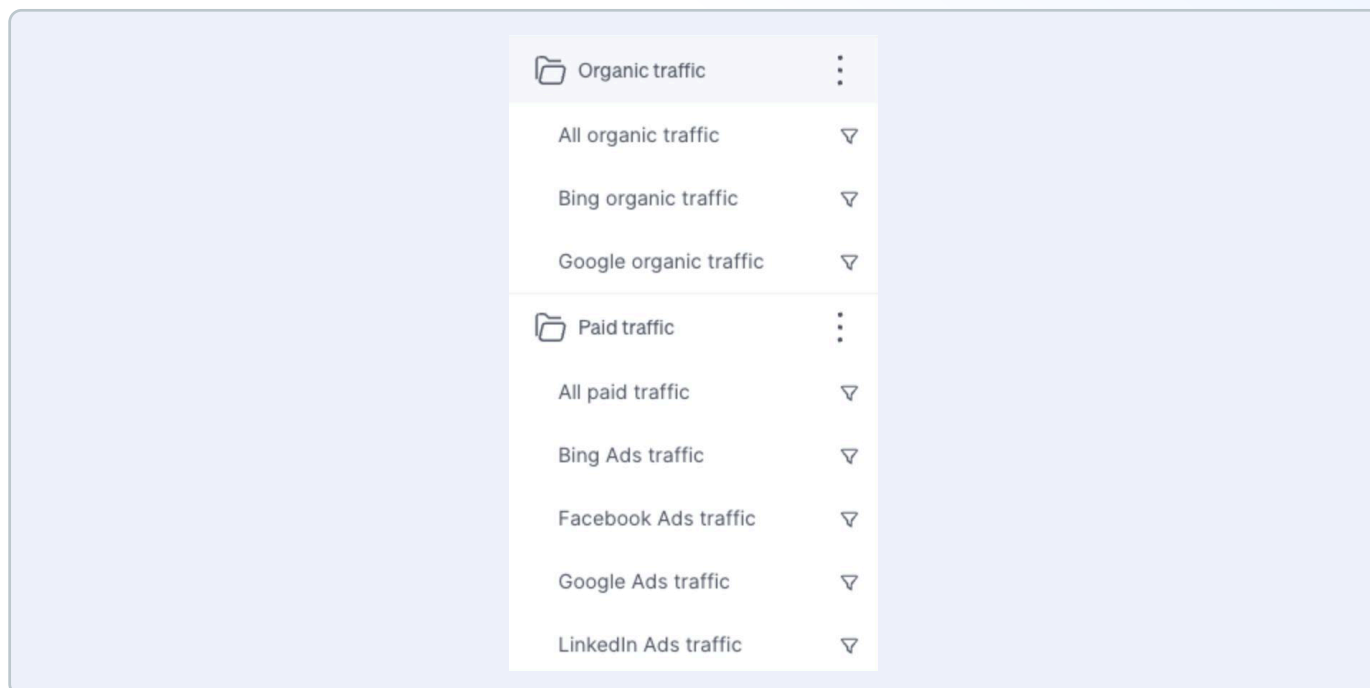 Organic traffic
All organic traffic
Bing organic traffic
Google organic traffic
Paid traffic
All paid traffic
Bing Ads traffic
Facebook Ads traffic
Google Ads traffic
LinkedIn Ads traffic